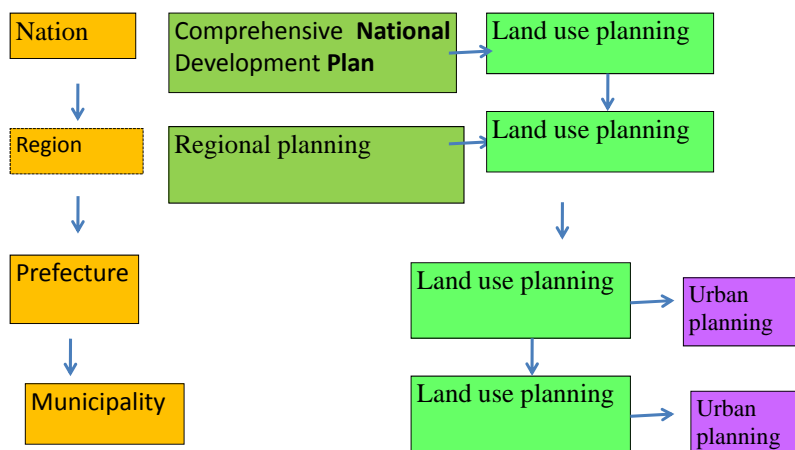 Nation
Comprehensive National
Development Plan
Land use planning
Region
Regional planning
Land use planning
Prefecture
Land use planning
Urban
planning
Municipality
Land use planning
Urban
planning